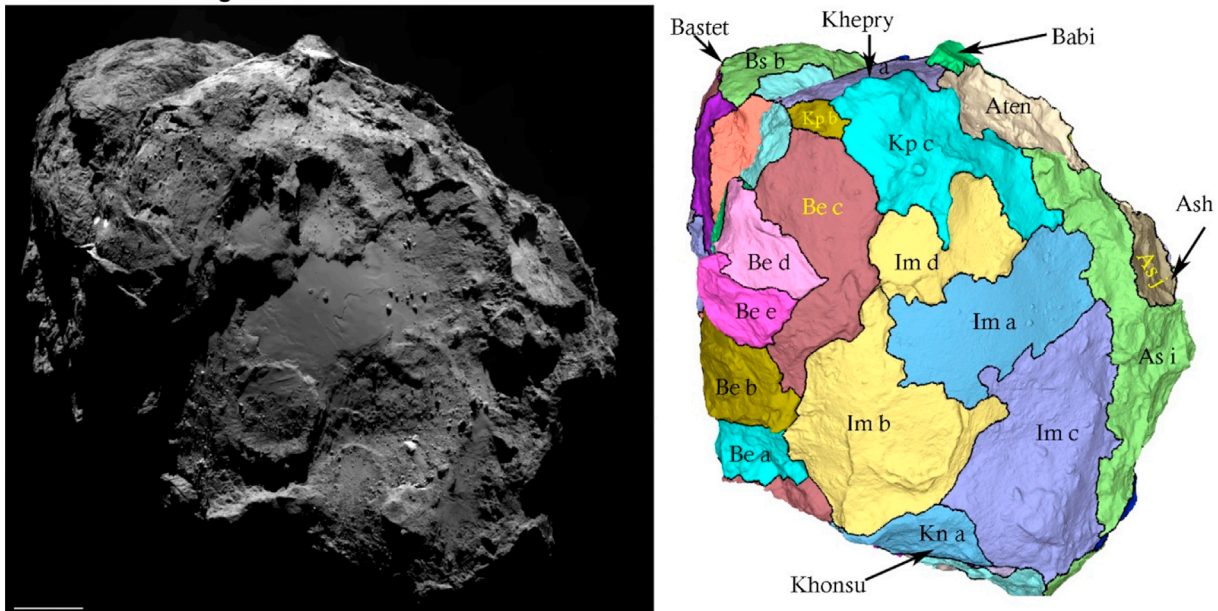 Khepry
Babi
Bastet
Bs b
a
Aten
Kp b
Kp c
Be c
Ash
Be d
Im d
As j
Be e
Im a
As i
Be b
Im b
Im c
Be a
Kn a
Khonsu